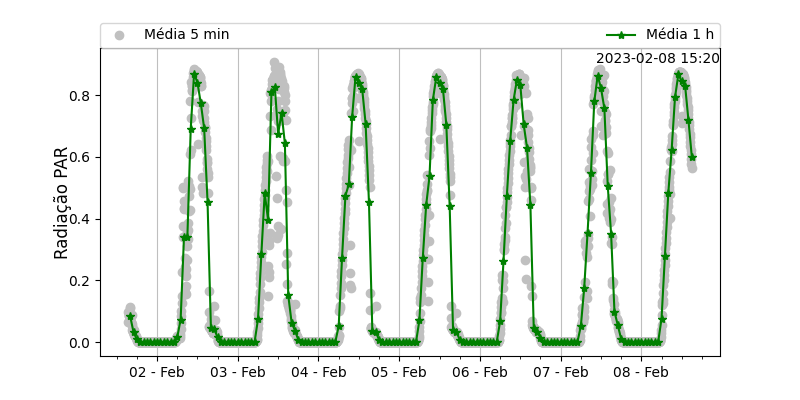 Média 5 min
Média 1 h
2023-02-08 15:20
Radiação PAR
0.8
0.6
0.4
0.2
0.0
02 - Feb
03 - Feb
04 - Feb
05 - Feb
06 - Feb
07 - Feb
08 - Feb